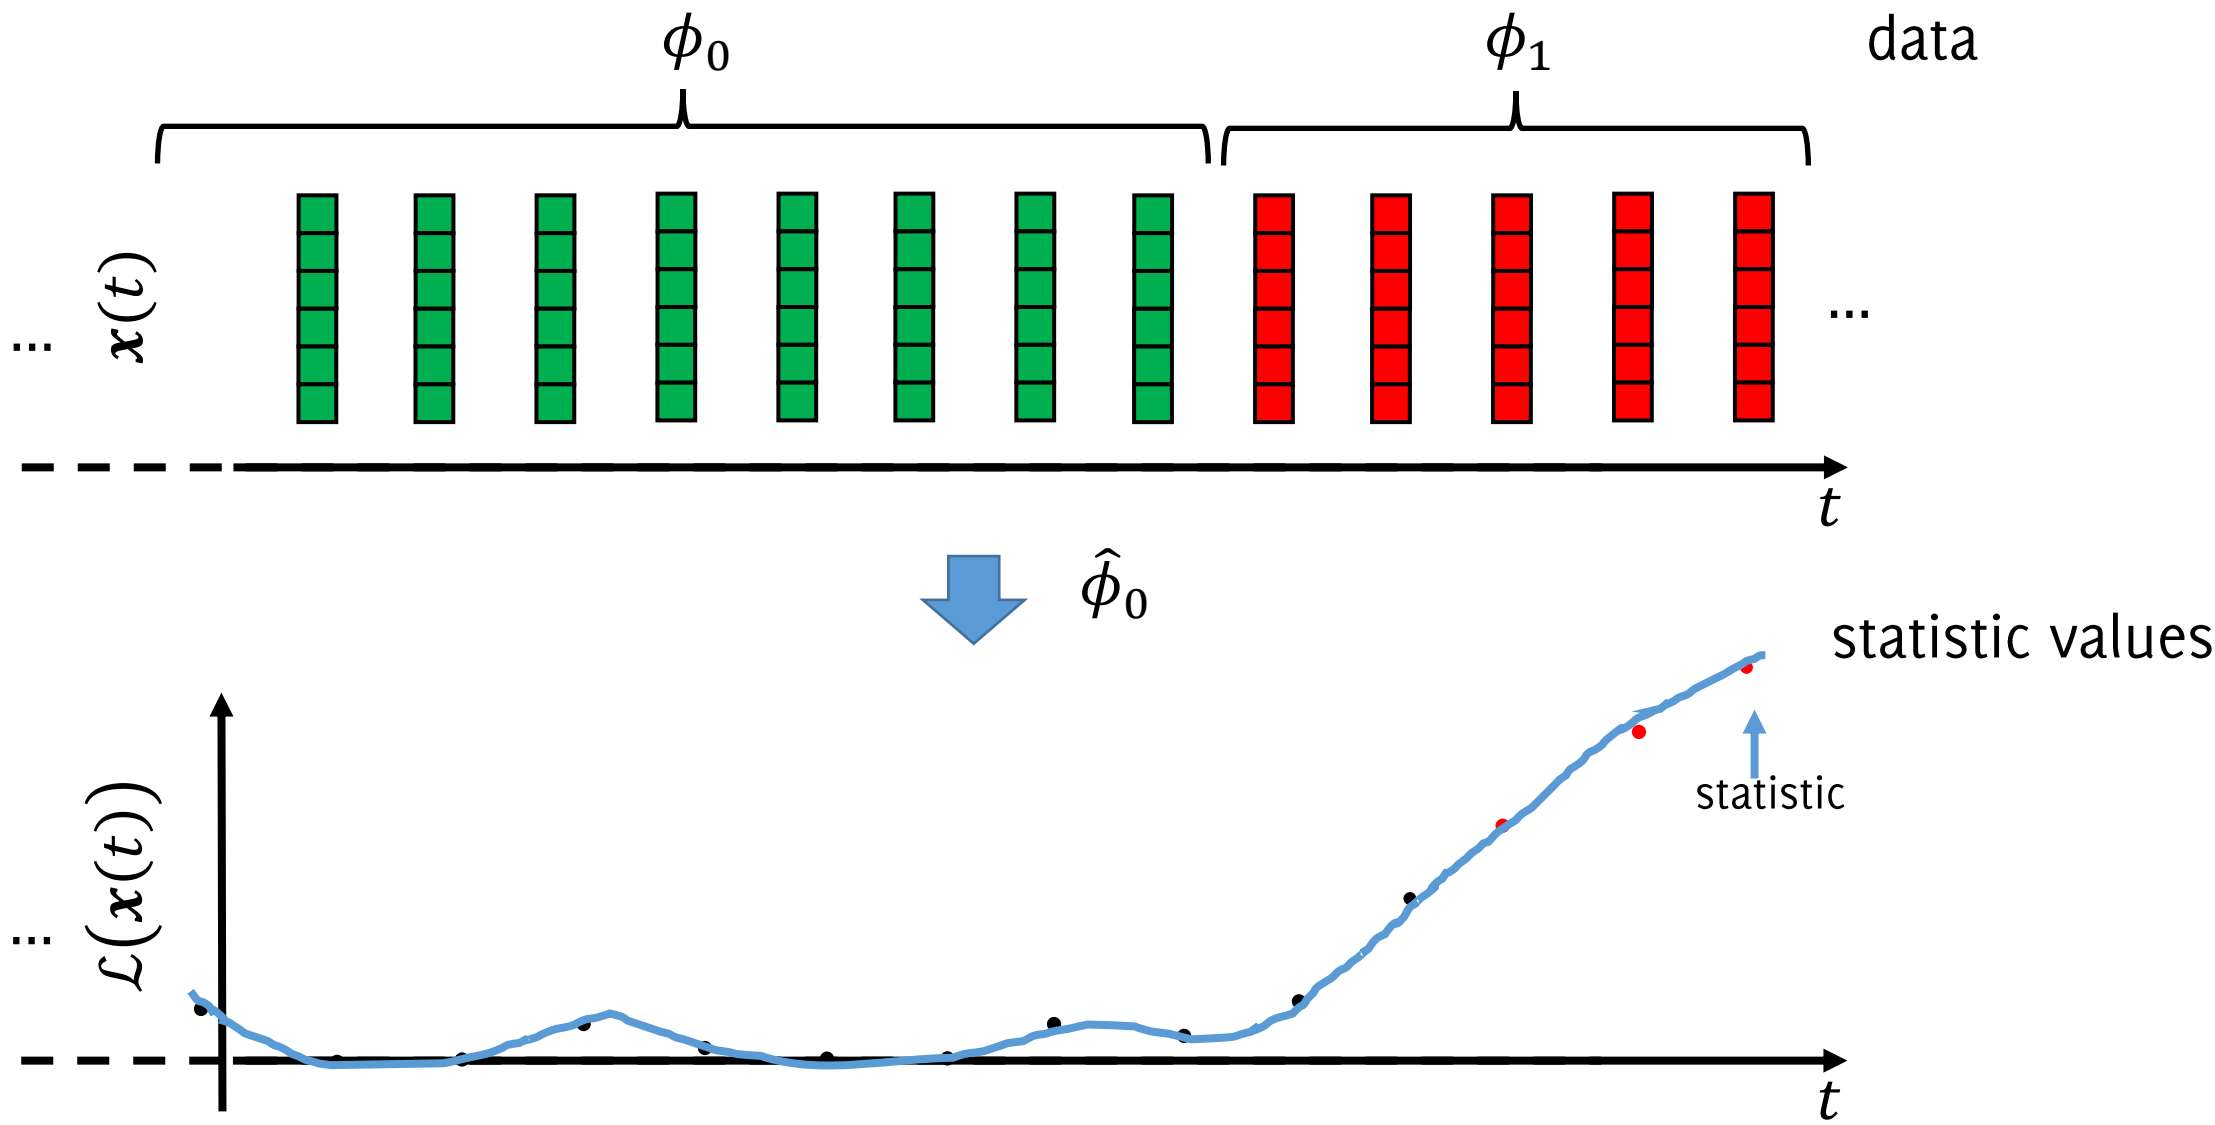 ϕ₀ ϕ₁ data
... 𝒙(t) ...
t
ϕ̂₀
statistic values
statistic
... ℒ(𝒙(t))
t